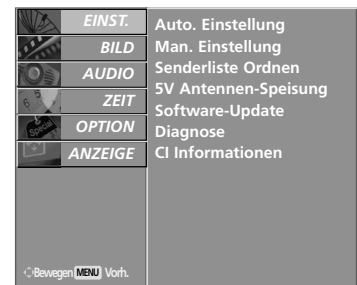 EINST.
BILD
AUDIO
ZEIT
OPTION
ANZEIGE
Auto. Einstellung
Man. Einstellung
Senderliste Ordnen
5V Antennen-Speisung
Software-Update
Diagnose
CI Informationen
Bewegen MENU Vorh.